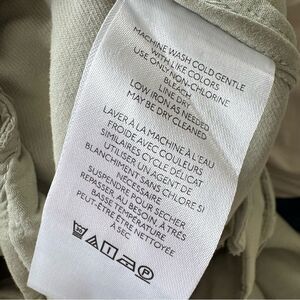 MACHINE WASH COLD GENTLE
WITH LIKE COLORS
USE ONLY NON-CHLORINE
BLEACH
LINE DRY
LOW IRON AS NEEDED
MAY BE DRY CLEANED
LAVER À LA MACHINE À L'EAU
FROIDE AVEC COULEURS
SIMILAIRES CYCLE DÉLICAT
UTILISER UN AGENT DE
BLANCHIMENT SANS CHLORE SI
NÉCESSAIRE
SUSPENDRE POUR SÉCHER
REPASSER AU BESOIN, À TRÈS
BASSE TEMPÉRATURE
PEUT-ÊTRE ÊTRE NETTOYÉE
À SEC
P